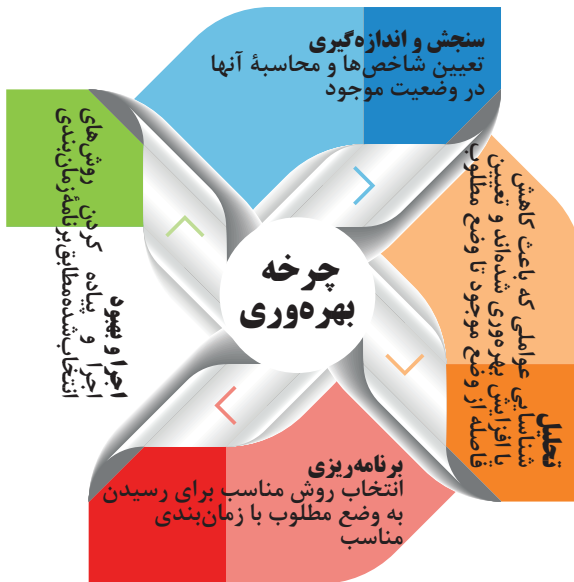 سنجش و اندازه‌گیری
تعیین شاخص‌ها و محاسبهٔ آنها
در وضعیت موجود
تحلیل
شناسایی عواملی که باعث کاهش
یا افزایش بهره‌وری شده‌اند و تعیین
فاصله از وضع موجود تا وضع مطلوب
برنامه‌ریزی
انتخاب روش مناسب برای رسیدن
به وضع مطلوب با زمان‌بندی
مناسب
اجرا و بهبود
اجرا و پیاده کردن روش‌های
انتخاب‌شده مطابق برنامهٔ زمان‌بندی
چرخه
بهره‌وری